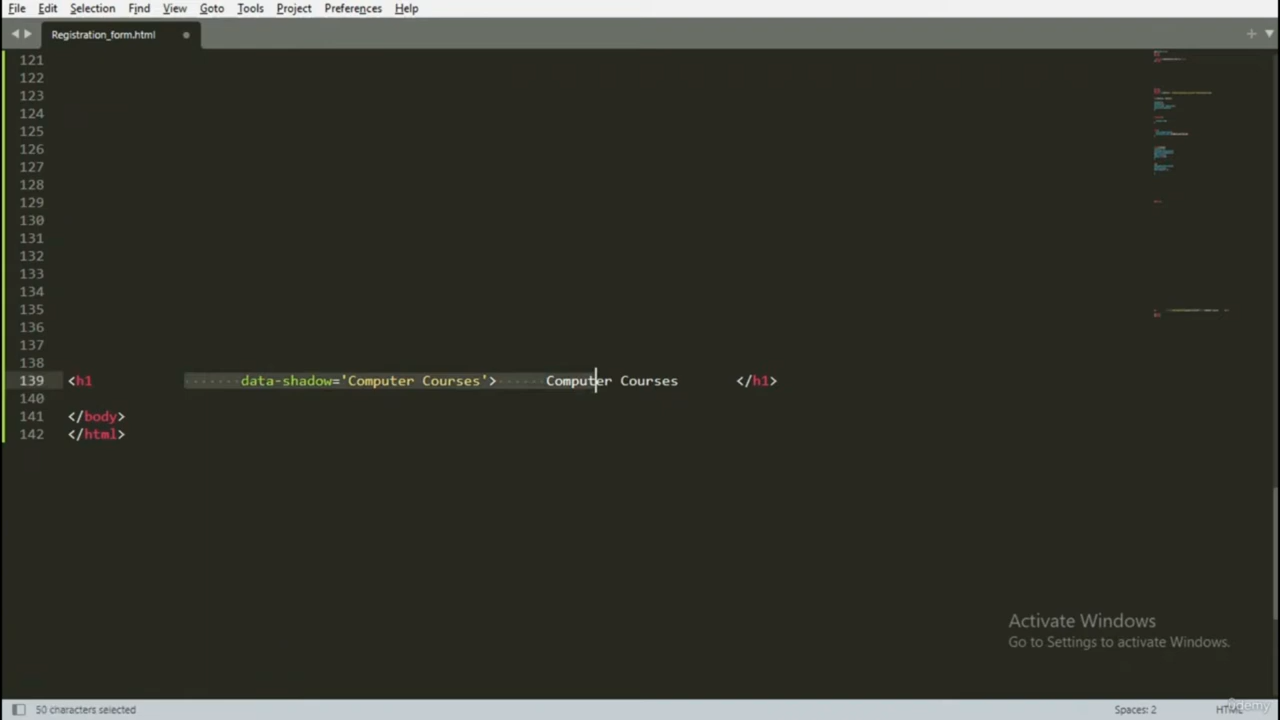 File Edit Selection Find View Goto Tools Project Preferences Help
Registration_form.html
121
122
123
124
125
126
127
128
129
130
131
132
133
134
135
136
137
138
139 <h1 data-shadow='Computer Courses'> Computer Courses </h1>
140
141 </body>
142 </html>
Activate Windows
Go to Settings to activate Windows.
50 characters selected Spaces: 2 HTML